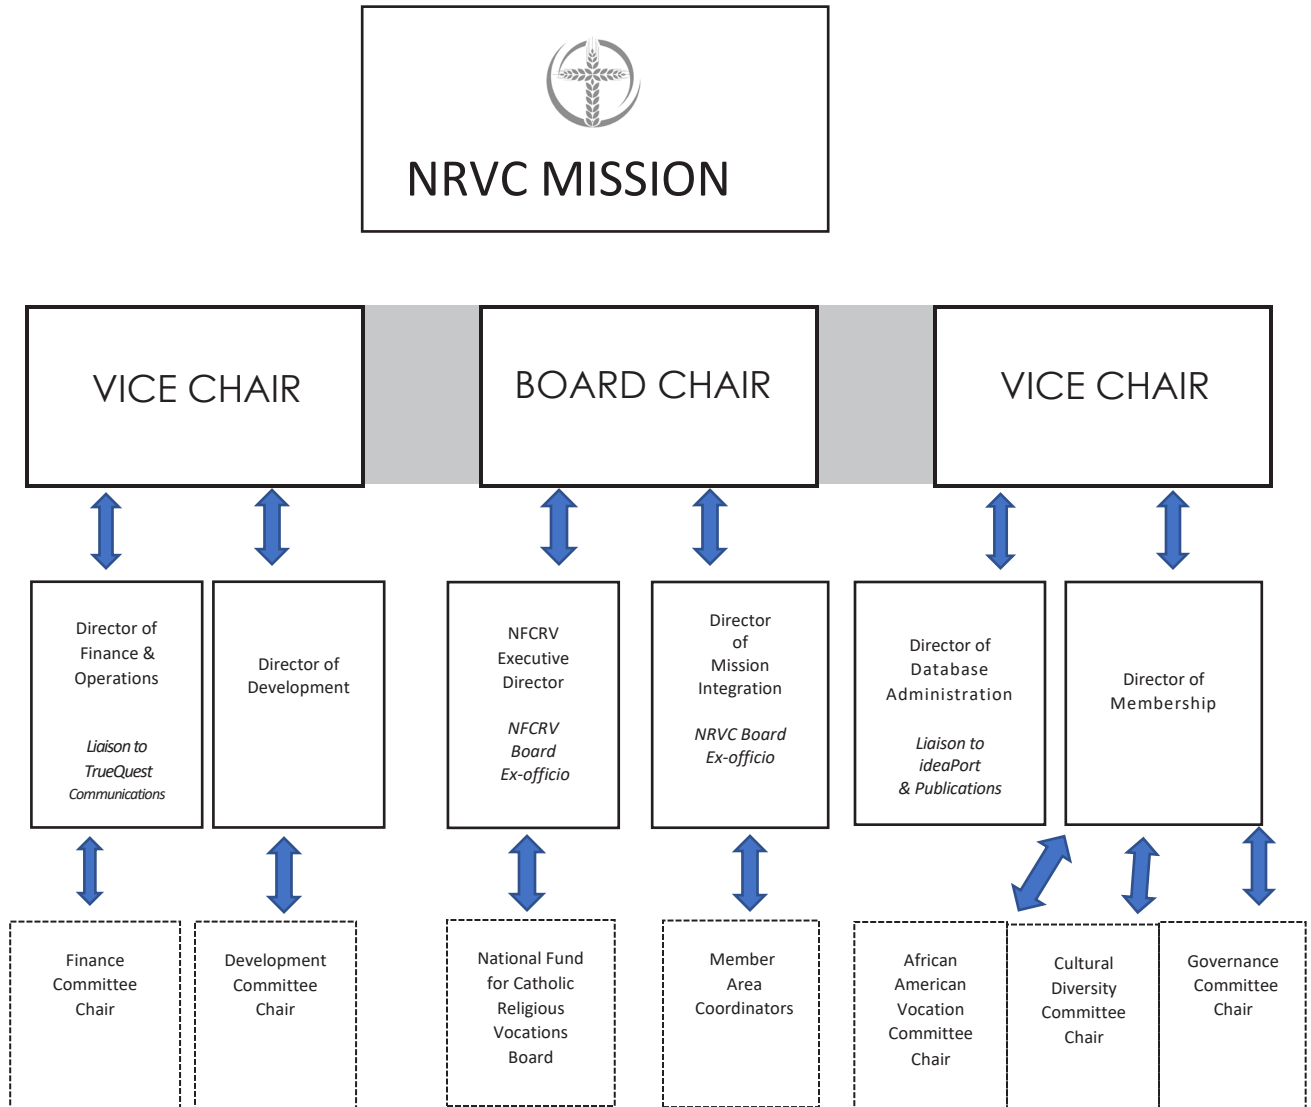 NRVC MISSION
VICE CHAIR
BOARD CHAIR
VICE CHAIR
Director of
Finance &
Operations
Liaison to
TrueQuest
Communications
Director of
Development
NFCRV
Executive
Director
NFCRV
Board
Ex-officio
Director
of
Mission
Integration
NRVC Board
Ex-officio
Director of
Database
Administration
Liaison to
ideaPort
& Publications
Director of
Membership
Finance
Committee
Chair
Development
Committee
Chair
National Fund
for Catholic
Religious
Vocations
Board
Member
Area
Coordinators
African
American
Vocation
Committee
Chair
Cultural
Diversity
Committee
Chair
Governance
Committee
Chair